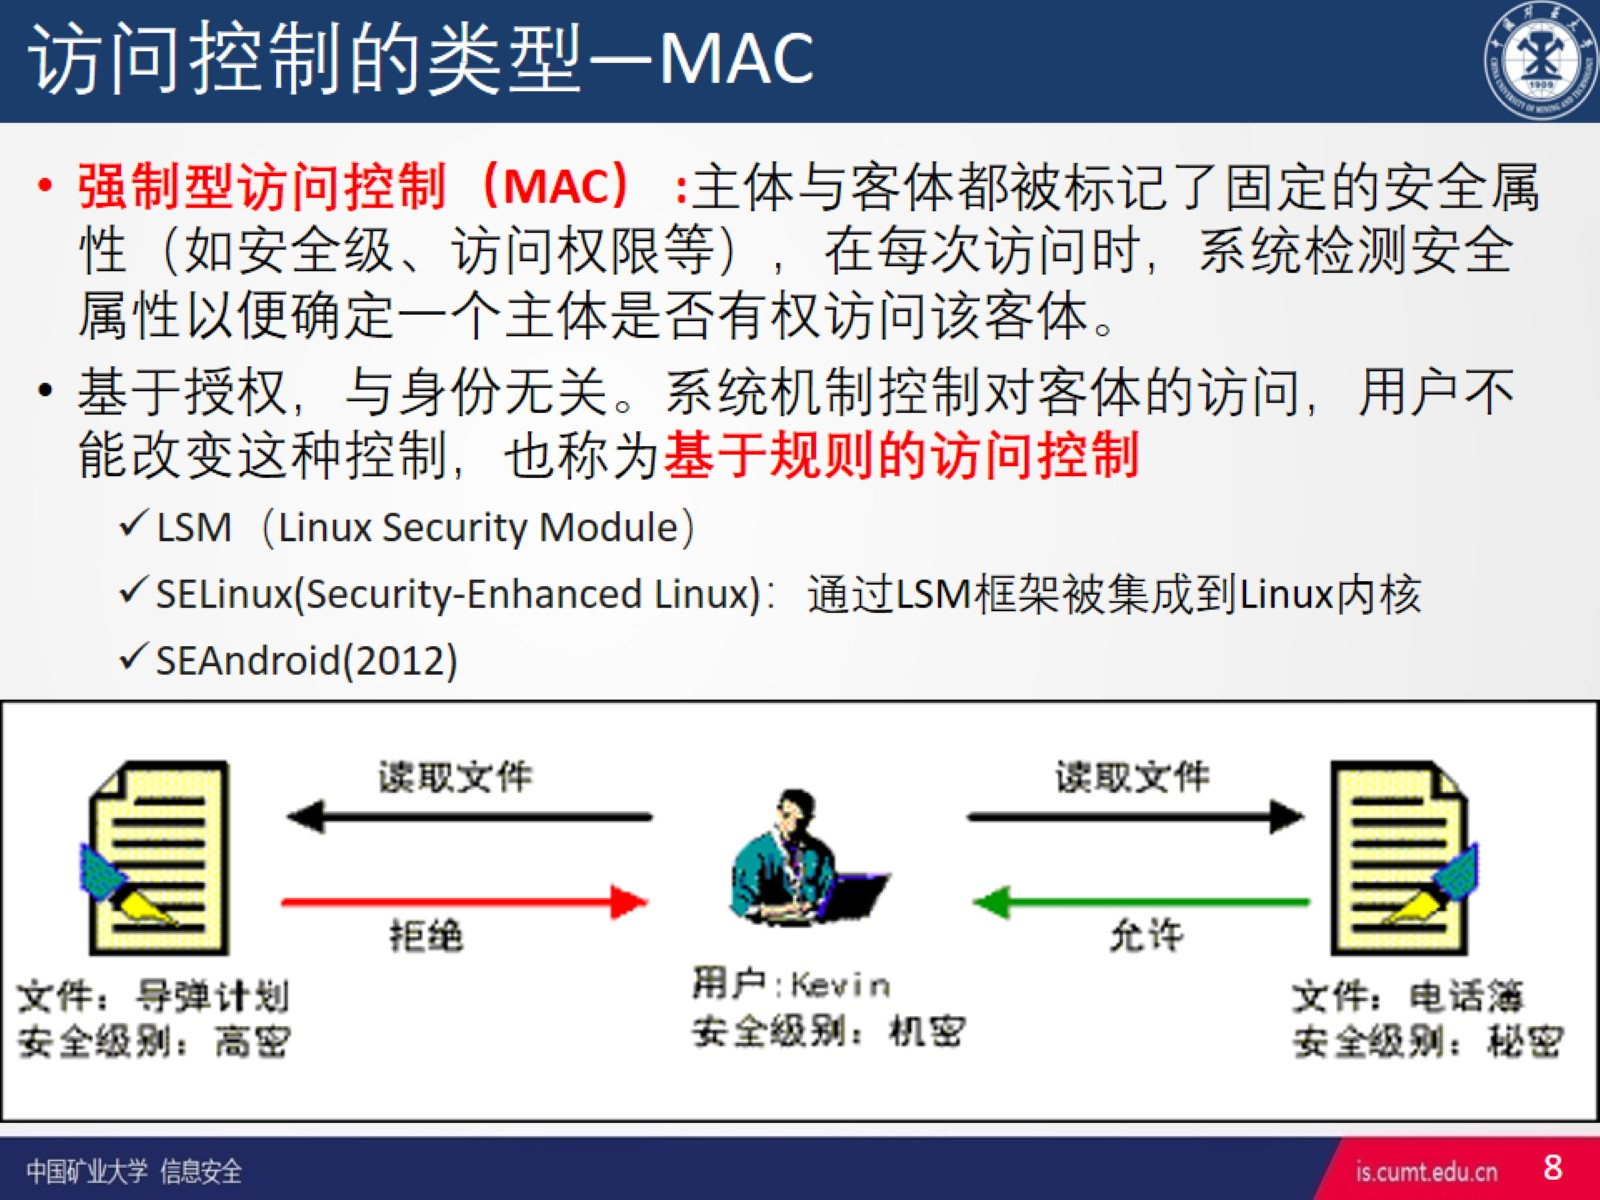 访问控制的类型—MAC
• 强制型访问控制（MAC）:主体与客体都被标记了固定的安全属
性（如安全级、访问权限等），在每次访问时，系统检测安全
属性以便确定一个主体是否有权访问该客体。
• 基于授权，与身份无关。系统机制控制对客体的访问，用户不
能改变这种控制，也称为基于规则的访问控制
✓ LSM（Linux Security Module）
✓ SELinux(Security-Enhanced Linux)：通过LSM框架被集成到Linux内核
✓ SEAndroid(2012)
读取文件
拒绝
文件：导弹计划
安全级别：高密
用户:Kevin
安全级别：机密
读取文件
允许
文件：电话簿
安全级别：秘密
中国矿业大学 信息安全
is.cumt.edu.cn
8
1909
CHINA UNIVERSITY OF MINING AND TECHNOLOGY